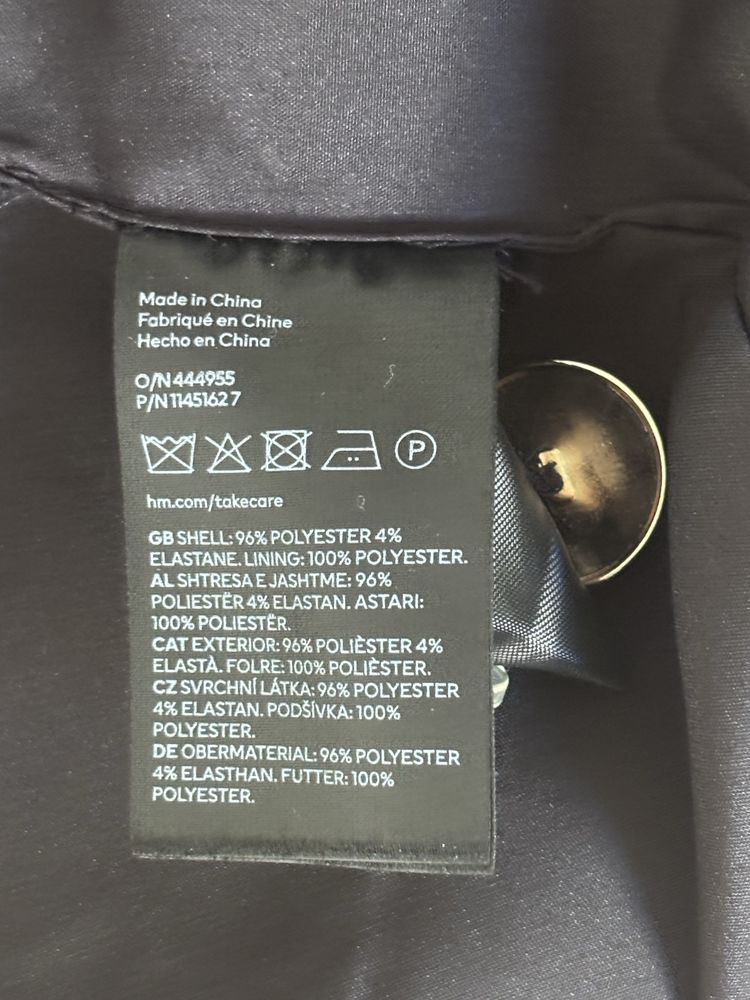 Made in China
Fabriqué en Chine
Hecho en China
O/N 444955
P/N 11451627
P
hm.com/takecare
GB SHELL: 96% POLYESTER 4%
ELASTANE. LINING: 100% POLYESTER.
AL SHTRESA E JASHTME: 96%
POLIESTËR 4% ELASTAN. ASTARI:
100% POLIESTËR.
CAT EXTERIOR: 96% POLIÈSTER 4%
ELASTÀ. FOLRE: 100% POLIÈSTER.
CZ SVRCHNÍ LÁTKA: 96% POLYESTER
4% ELASTAN. PODŠÍVKA: 100%
POLYESTER.
DE OBERMATERIAL: 96% POLYESTER
4% ELASTHAN. FUTTER: 100%
POLYESTER.